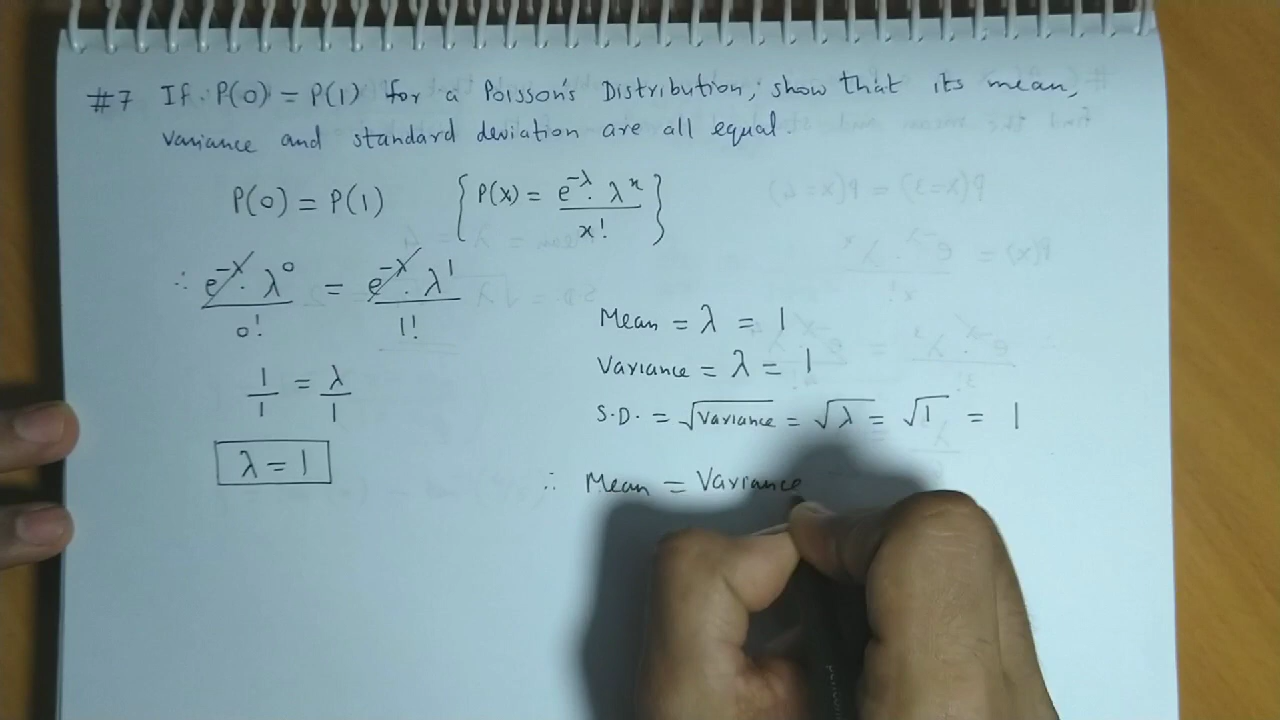 #7 If P(0) = P(1) for a Poisson's Distribution, show that its mean,
variance and standard deviation are all equal.
P(0) = P(1) { P(x) = e^-λ · λ^x / x! }
∴ e^-λ · λ^0 / 0! = e^-λ · λ^1 / 1!
1/1 = λ/1
λ = 1
Mean = λ = 1
Variance = λ = 1
S.D. = √Variance = √λ = √1 = 1
∴ Mean = Variance